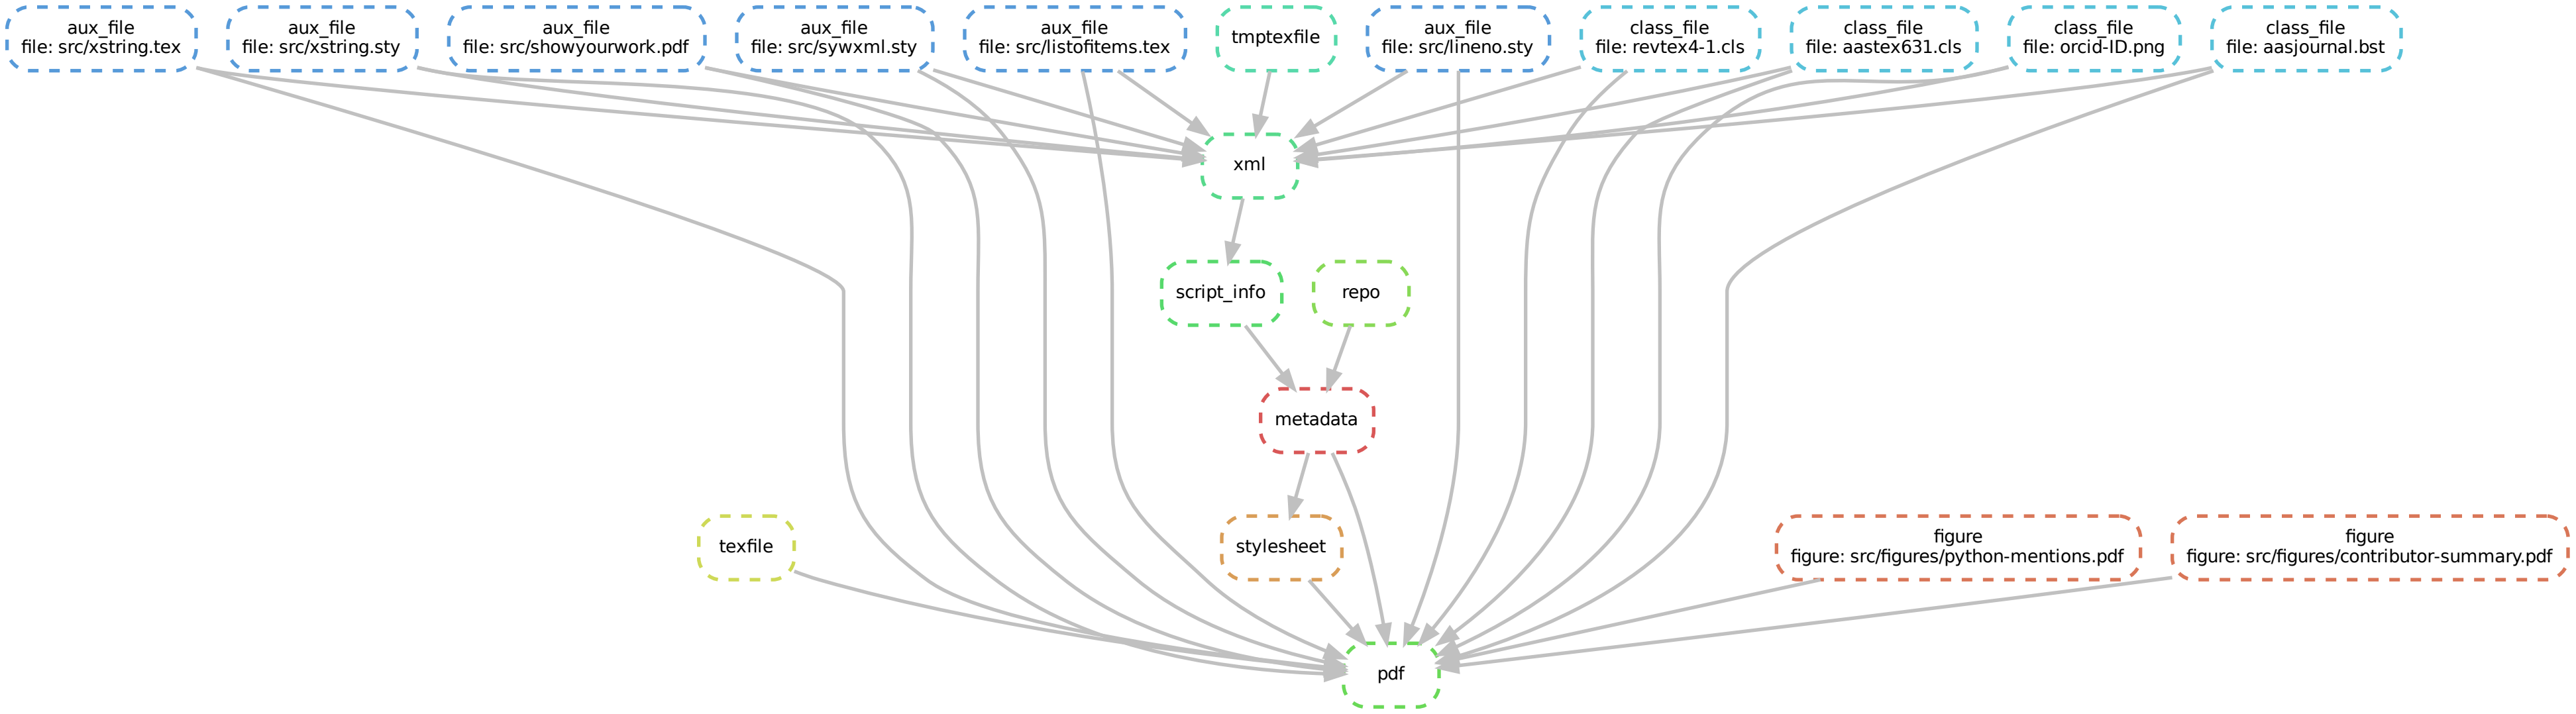 aux_file
file: src/xstring.tex
aux_file
file: src/xstring.sty
aux_file
file: src/showyourwork.pdf
aux_file
file: src/sywxml.sty
aux_file
file: src/listofitems.tex
tmptexfile
aux_file
file: src/lineno.sty
class_file
file: revtex4-1.cls
class_file
file: aastex631.cls
class_file
file: orcid-ID.png
class_file
file: aasjournal.bst
xml
script_info
repo
metadata
texfile
stylesheet
figure
figure: src/figures/python-mentions.pdf
figure
figure: src/figures/contributor-summary.pdf
pdf